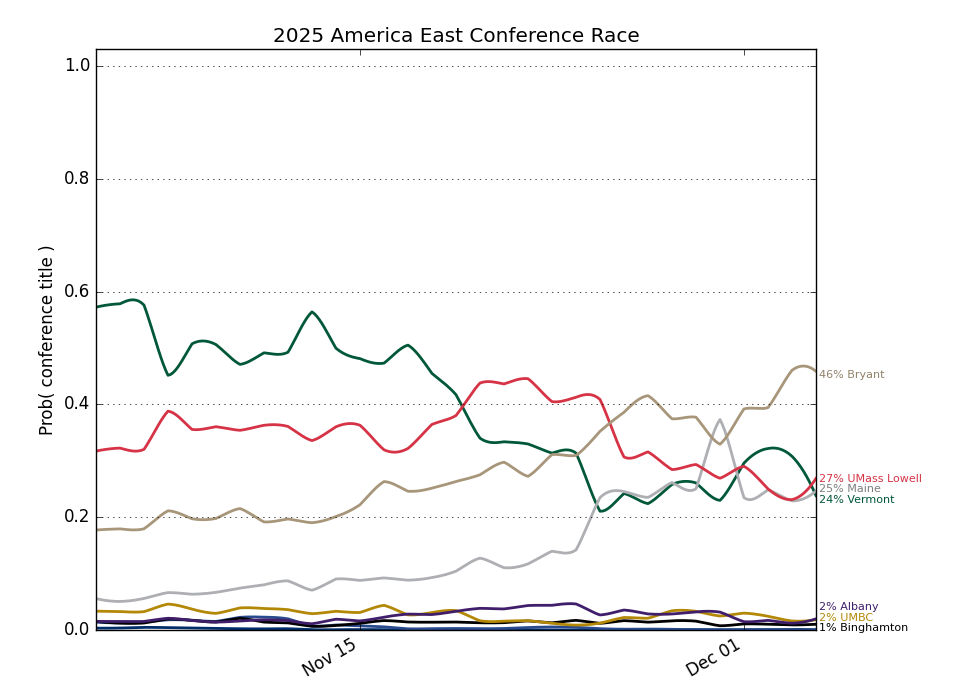 2025 America East Conference Race
Prob( conference title )
1.0
0.8
0.6
0.4
0.2
0.0
Nov 15
Dec 01
46% Bryant
27% UMass Lowell
25% Maine
24% Vermont
2% Albany
2% UMBC
1% Binghamton